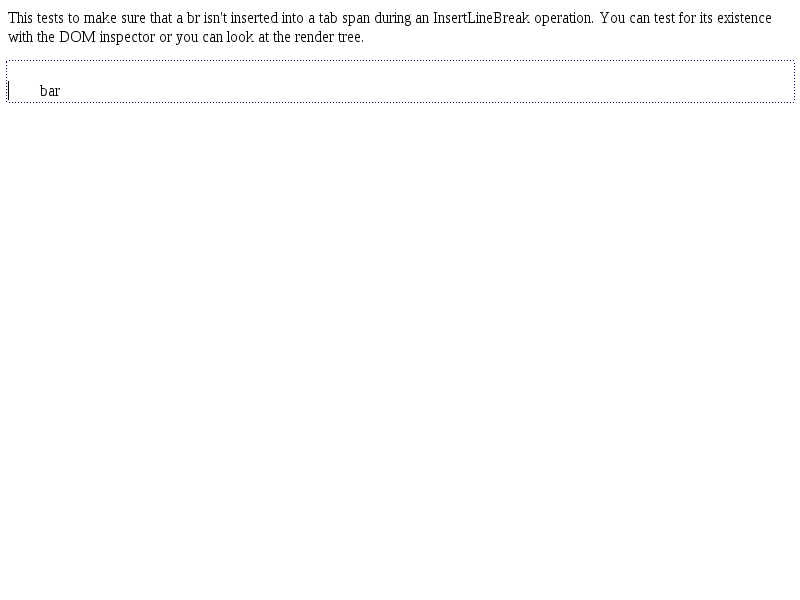 This tests to make sure that a br isn't inserted into a tab span during an InsertLineBreak operation. You can test for its existence
with the DOM inspector or you can look at the render tree.
bar